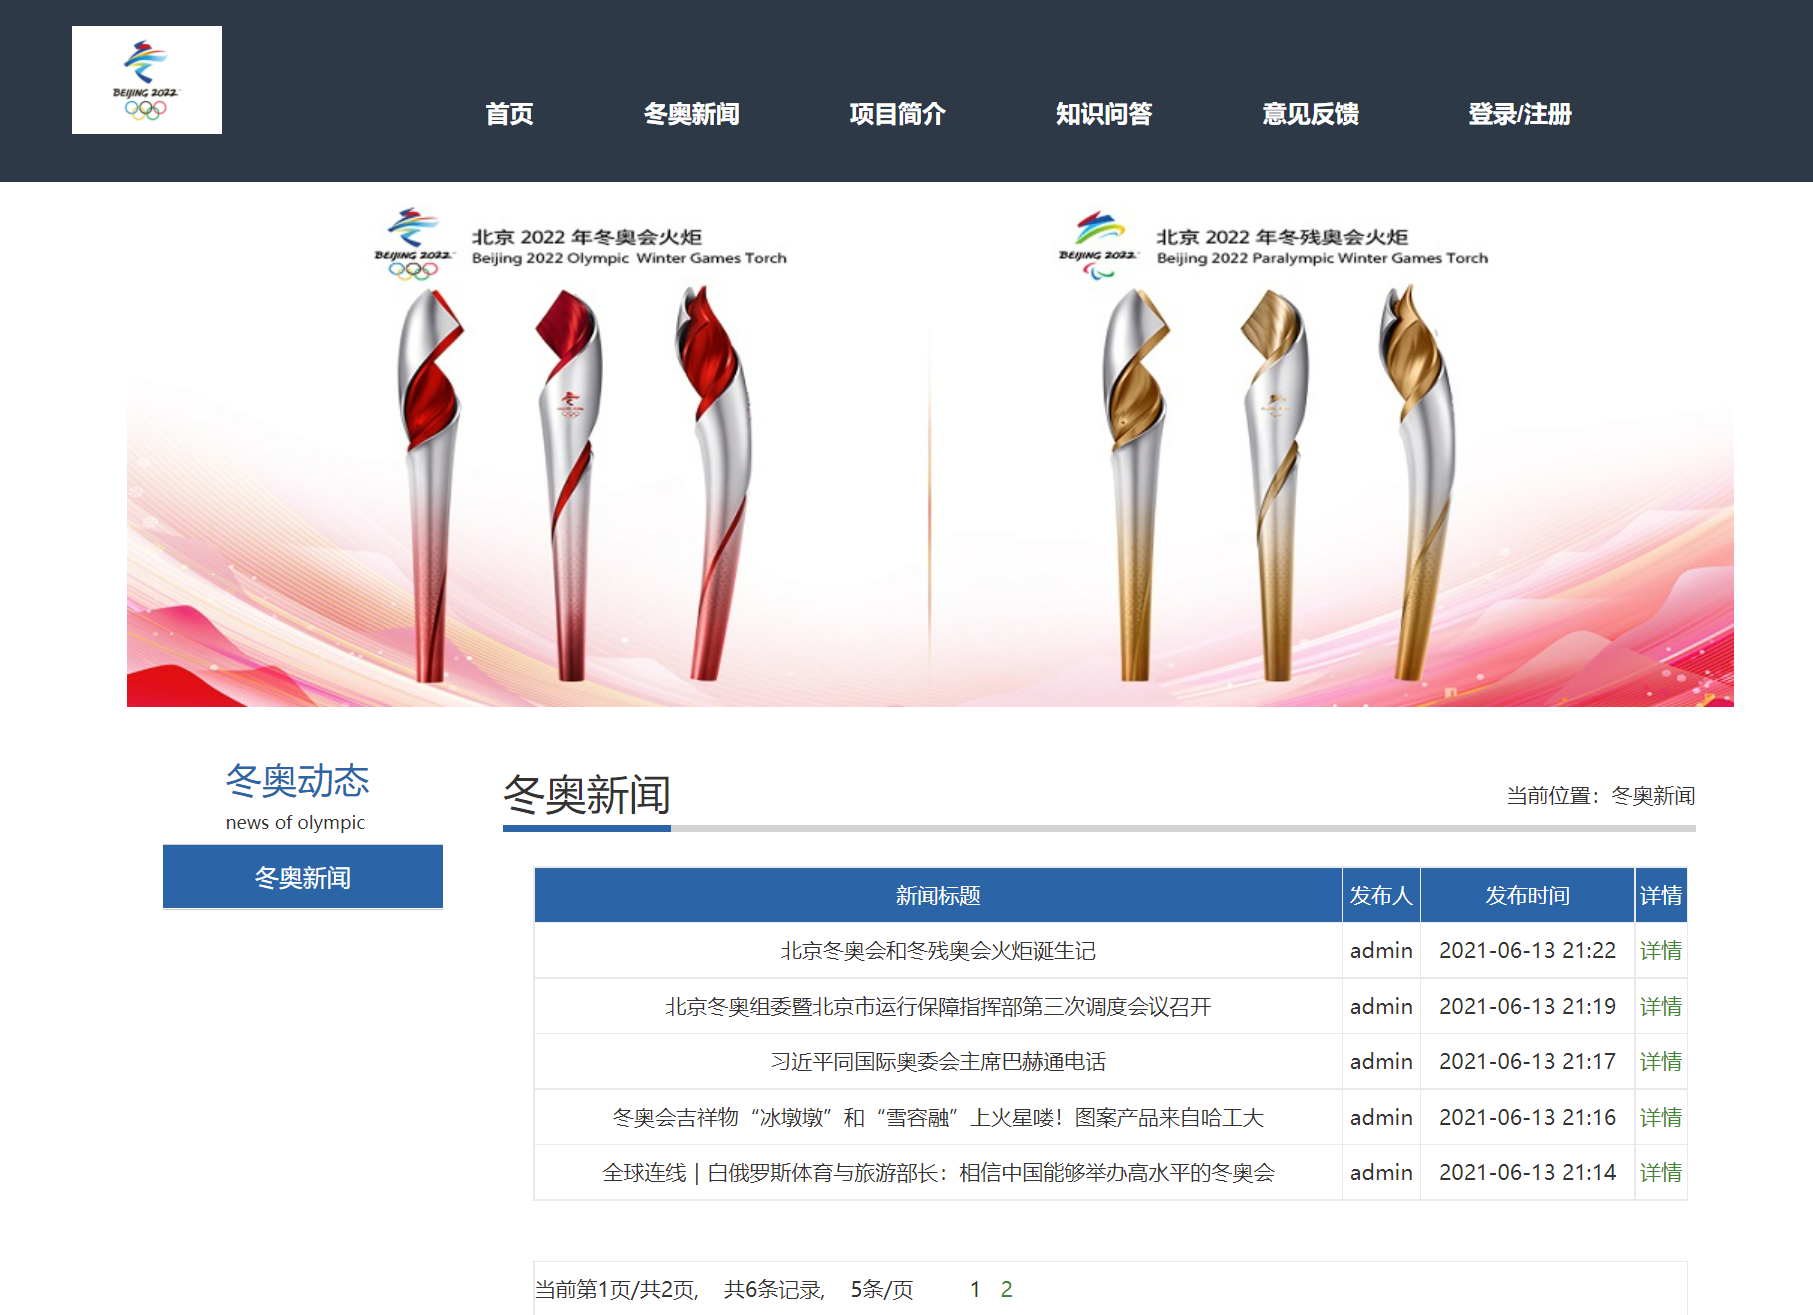 BEIJING 2022
首页 冬奥新闻 项目简介 知识问答 意见反馈 登录/注册
北京 2022 年冬奥会火炬
BEIJING 2022 Beijing 2022 Olympic Winter Games Torch
北京 2022 年冬残奥会火炬
BEIJING 2022 Beijing 2022 Paralympic Winter Games Torch
冬奥动态
news of olympic
冬奥新闻
冬奥新闻 当前位置：冬奥新闻
新闻标题 发布人 发布时间 详情
北京冬奥会和冬残奥会火炬诞生记 admin 2021-06-13 21:22 详情
北京冬奥组委暨北京市运行保障指挥部第三次调度会议召开 admin 2021-06-13 21:19 详情
习近平同国际奥委会主席巴赫通电话 admin 2021-06-13 21:17 详情
冬奥会吉祥物“冰墩墩”和“雪容融”上火星喽！图案产品来自哈工大 admin 2021-06-13 21:16 详情
全球连线 | 白俄罗斯体育与旅游部长：相信中国能够举办高水平的冬奥会 admin 2021-06-13 21:14 详情
当前第1页/共2页, 共6条记录, 5条/页 1 2